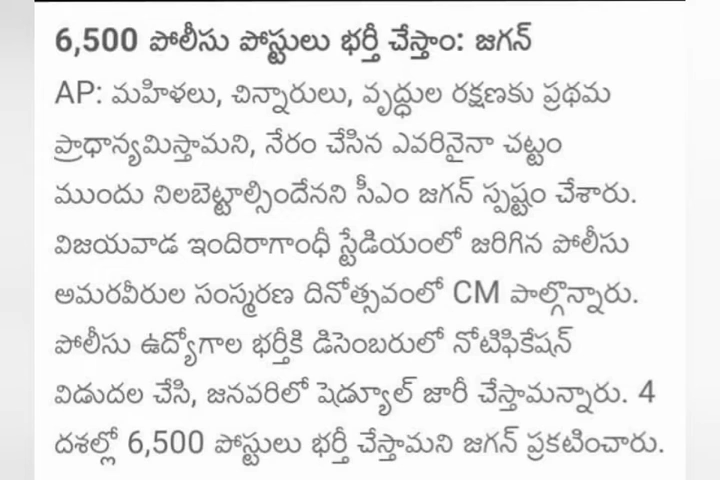 6,500 పోలీసు పోస్టులు భర్తీ చేస్తాం: జగన్
AP: మహిళలు, చిన్నారులు, వృద్ధుల రక్షణకు ప్రథమ
ప్రాధాన్యమిస్తామని, నేరం చేసిన ఎవరినైనా చట్టం
ముందు నిలబెట్టాల్సిందేనని సీఎం జగన్ స్పష్టం చేశారు.
విజయవాడ ఇందిరాగాంధీ స్టేడియంలో జరిగిన పోలీసు
అమరవీరుల సంస్మరణ దినోత్సవంలో CM పాల్గొన్నారు.
పోలీసు ఉద్యోగాల భర్తీకి డిసెంబరులో నోటిఫికేషన్
విడుదల చేసి, జనవరిలో షెడ్యూల్ జారీ చేస్తామన్నారు. 4
దశల్లో 6,500 పోస్టులు భర్తీ చేస్తామని జగన్ ప్రకటించారు.